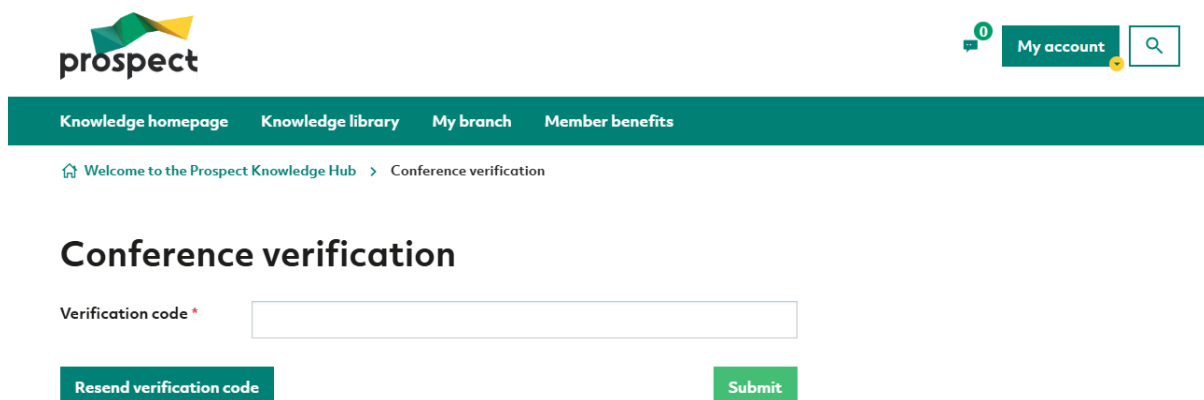 prospect
0
My account
Knowledge homepage Knowledge library My branch Member benefits
Welcome to the Prospect Knowledge Hub > Conference verification
Conference verification
Verification code *
Resend verification code Submit